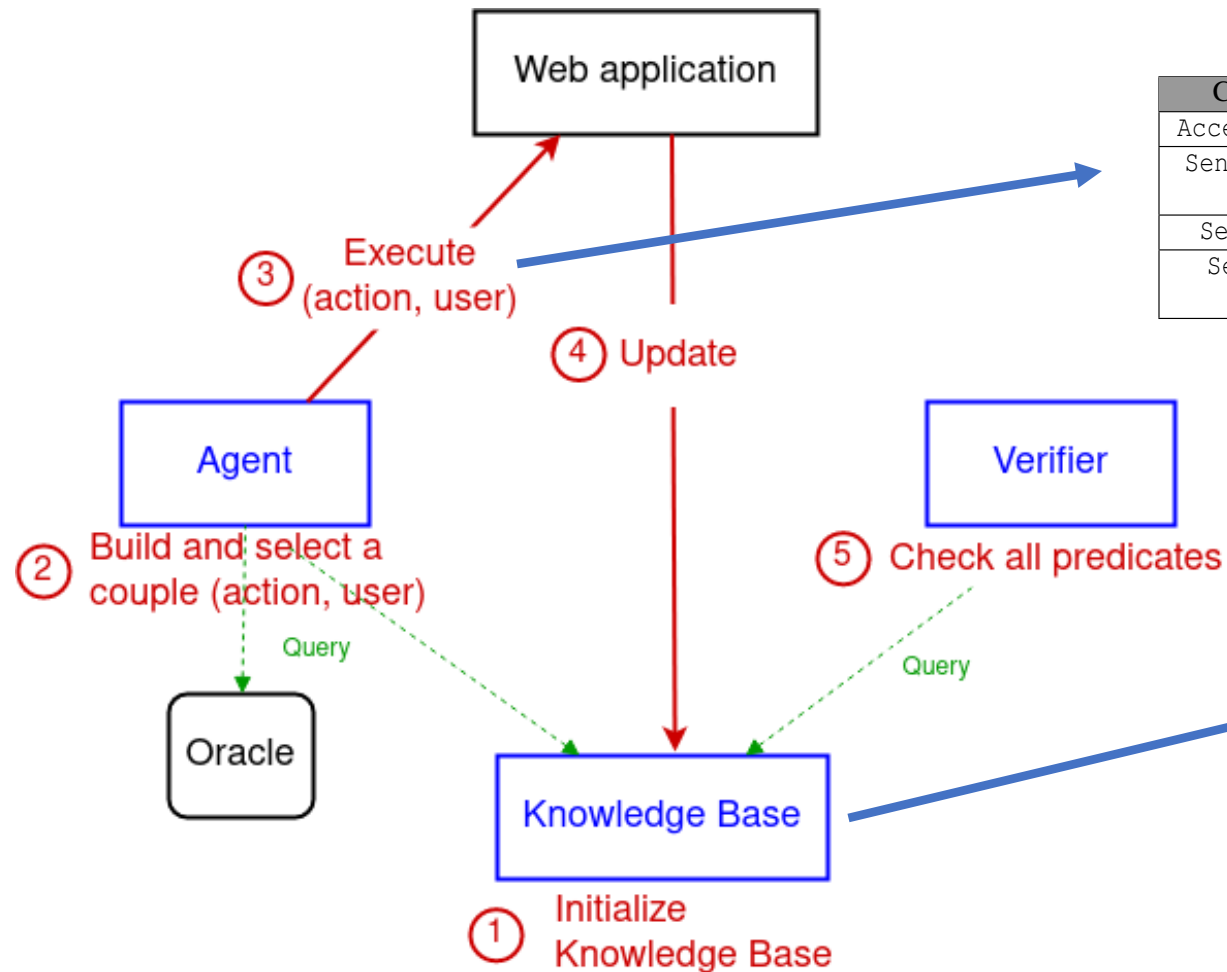 Web application
3
Execute
(action, user)
4
Update
Agent
Verifier
2
Build and select a
couple (action, user)
5
Check all predicates
Query
Query
Oracle
Knowledge Base
1
Initialize
Knowledge Base